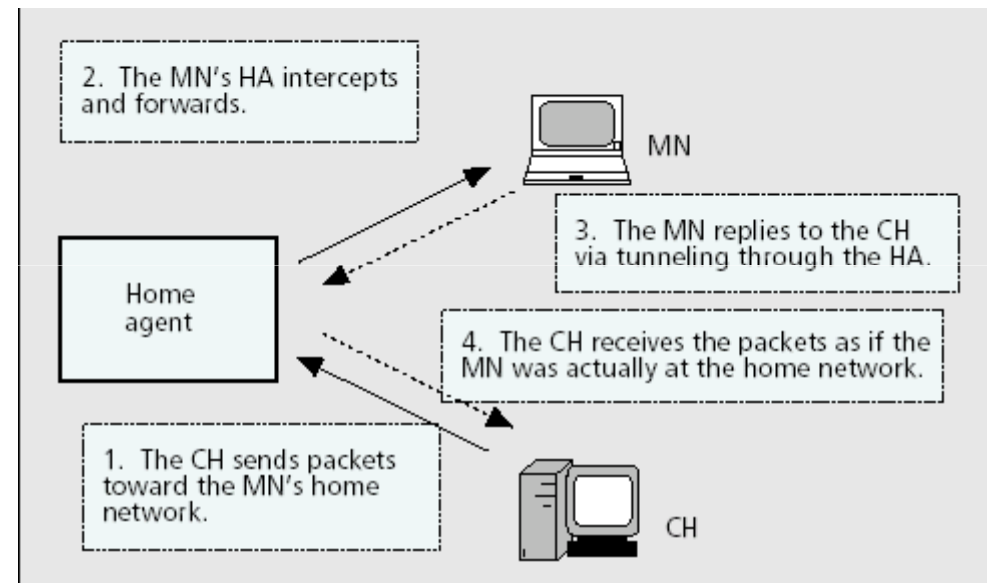 2. The MN's HA intercepts
and forwards.
MN
3. The MN replies to the CH
via tunneling through the HA.
Home
agent
4. The CH receives the packets as if the
MN was actually at the home network.
1. The CH sends packets
toward the MN's home
network.
CH